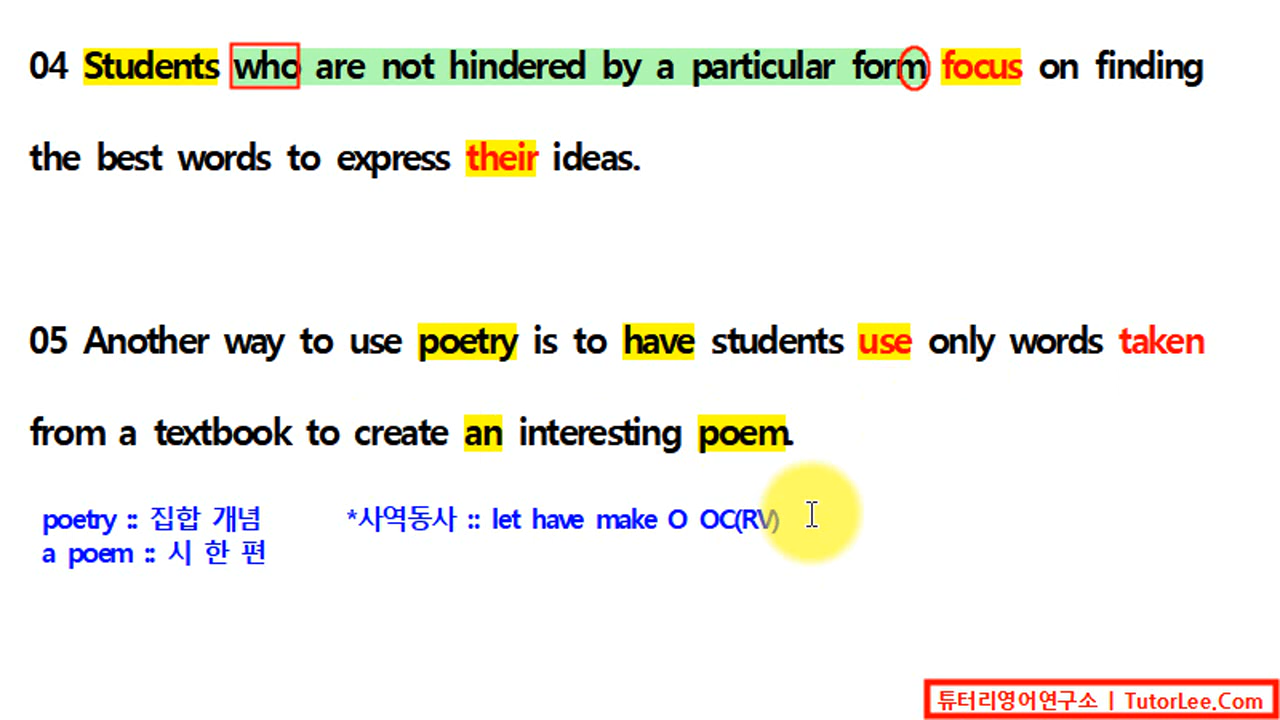 04 Students who are not hindered by a particular form focus on finding
the best words to express their ideas.
05 Another way to use poetry is to have students use only words taken
from a textbook to create an interesting poem.
poetry :: 집합 개념 *사역동사 :: let have make O OC(RV)
a poem :: 시 한 편
튜터리영어연구소 | TutorLee.Com